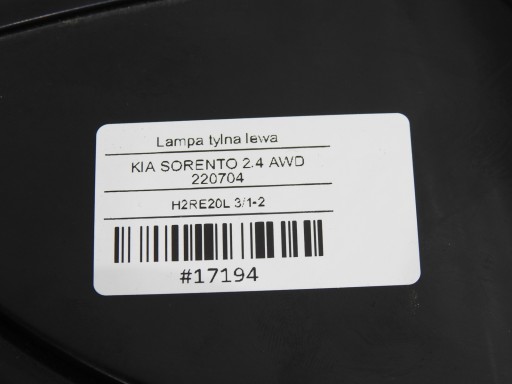 Lampa tylna lewa
KIA SORENTO 2.4 AWD
220704
H2RE20L 3/1-2
#17194